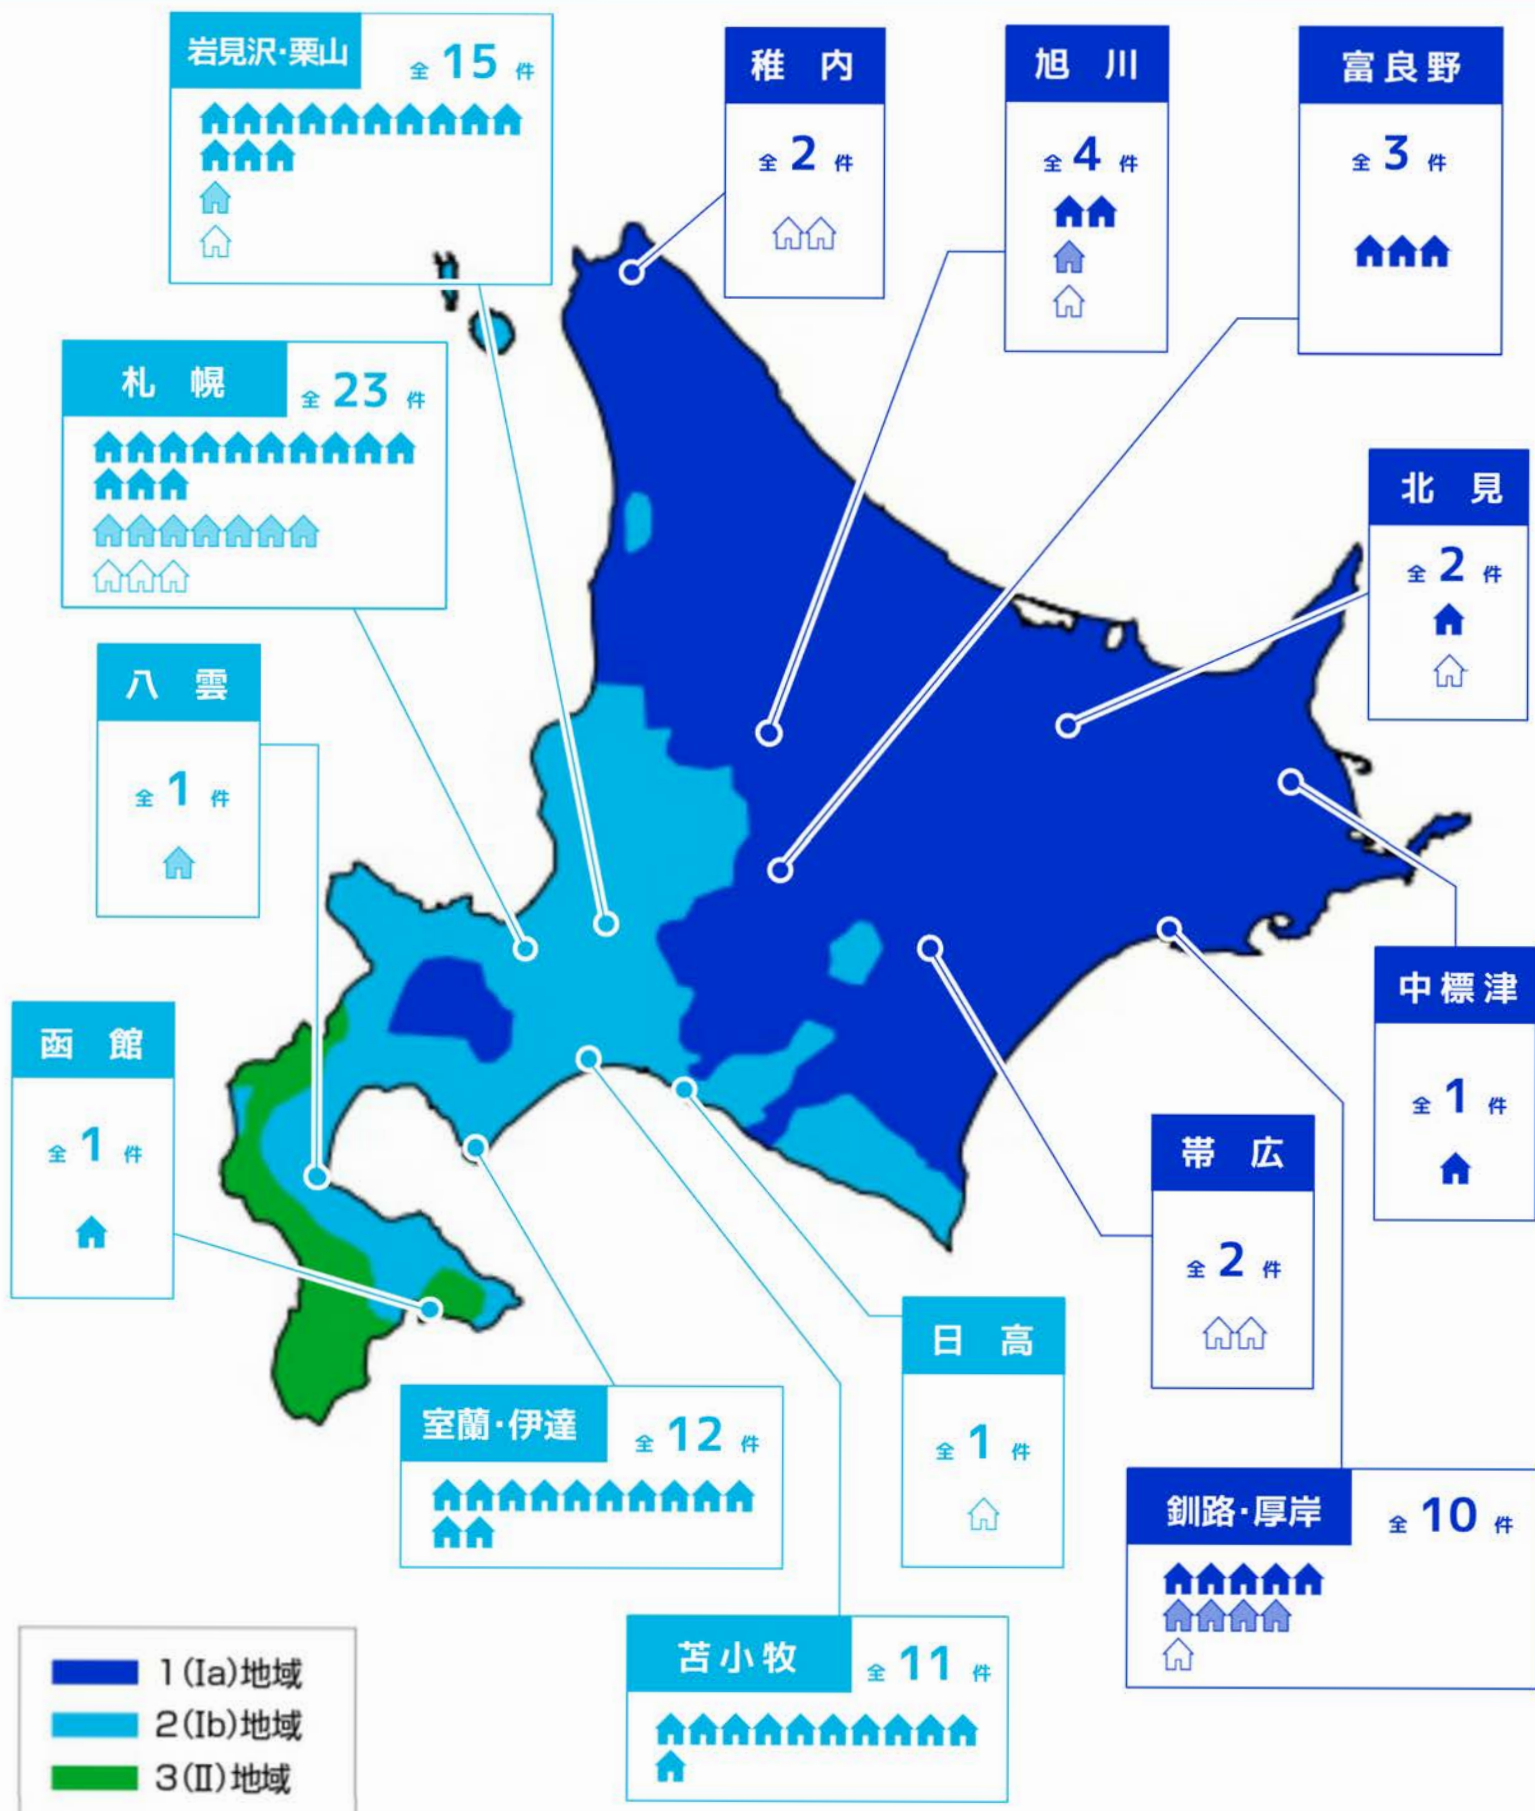 岩見沢・栗山
全 15 件
稚 内
全 2 件
旭 川
全 4 件
富良野
全 3 件
札 幌
全 23 件
北 見
全 2 件
八 雲
全 1 件
函 館
全 1 件
中標津
全 1 件
帯 広
全 2 件
日 高
全 1 件
室蘭・伊達
全 12 件
釧路・厚岸
全 10 件
苫小牧
全 11 件
1(Ia)地域
2(Ib)地域
3(II)地域